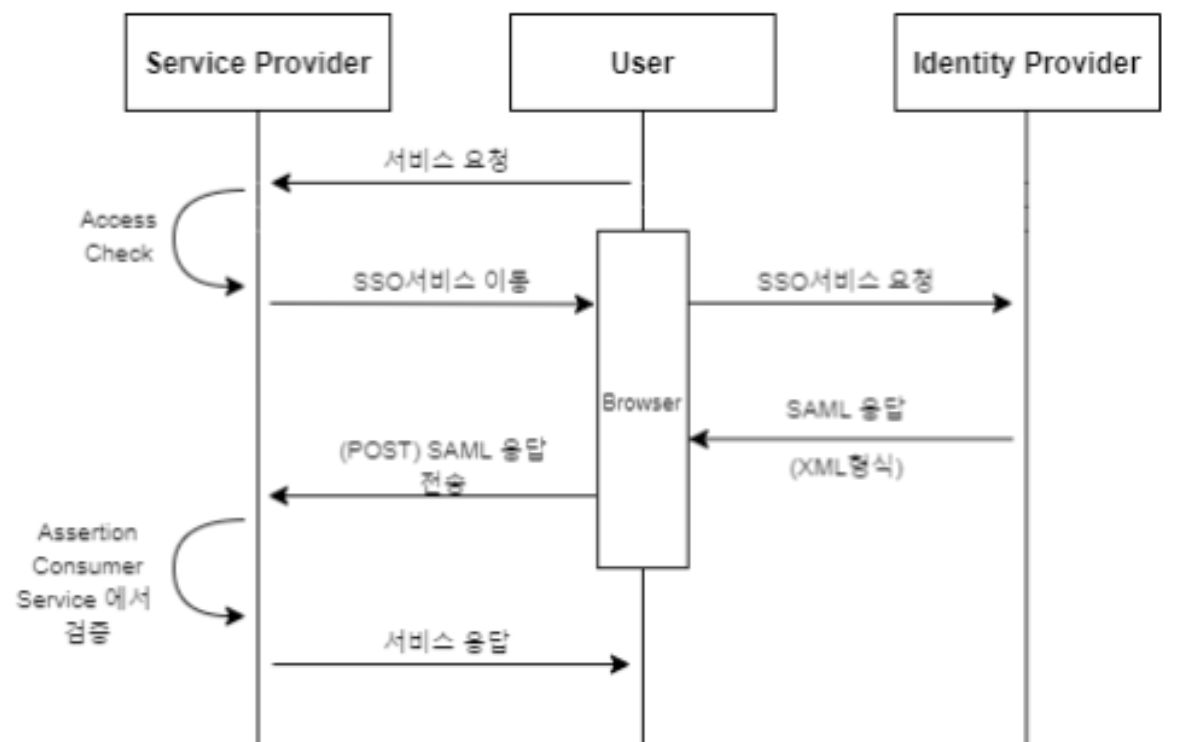 Service Provider
User
Identity Provider
서비스 요청
Access
Check
SSO서비스 이동
SSO서비스 요청
Browser
SAML 응답
(XML형식)
(POST) SAML 응답
전송
Assertion
Consumer
Service 에서
검증
서비스 응답